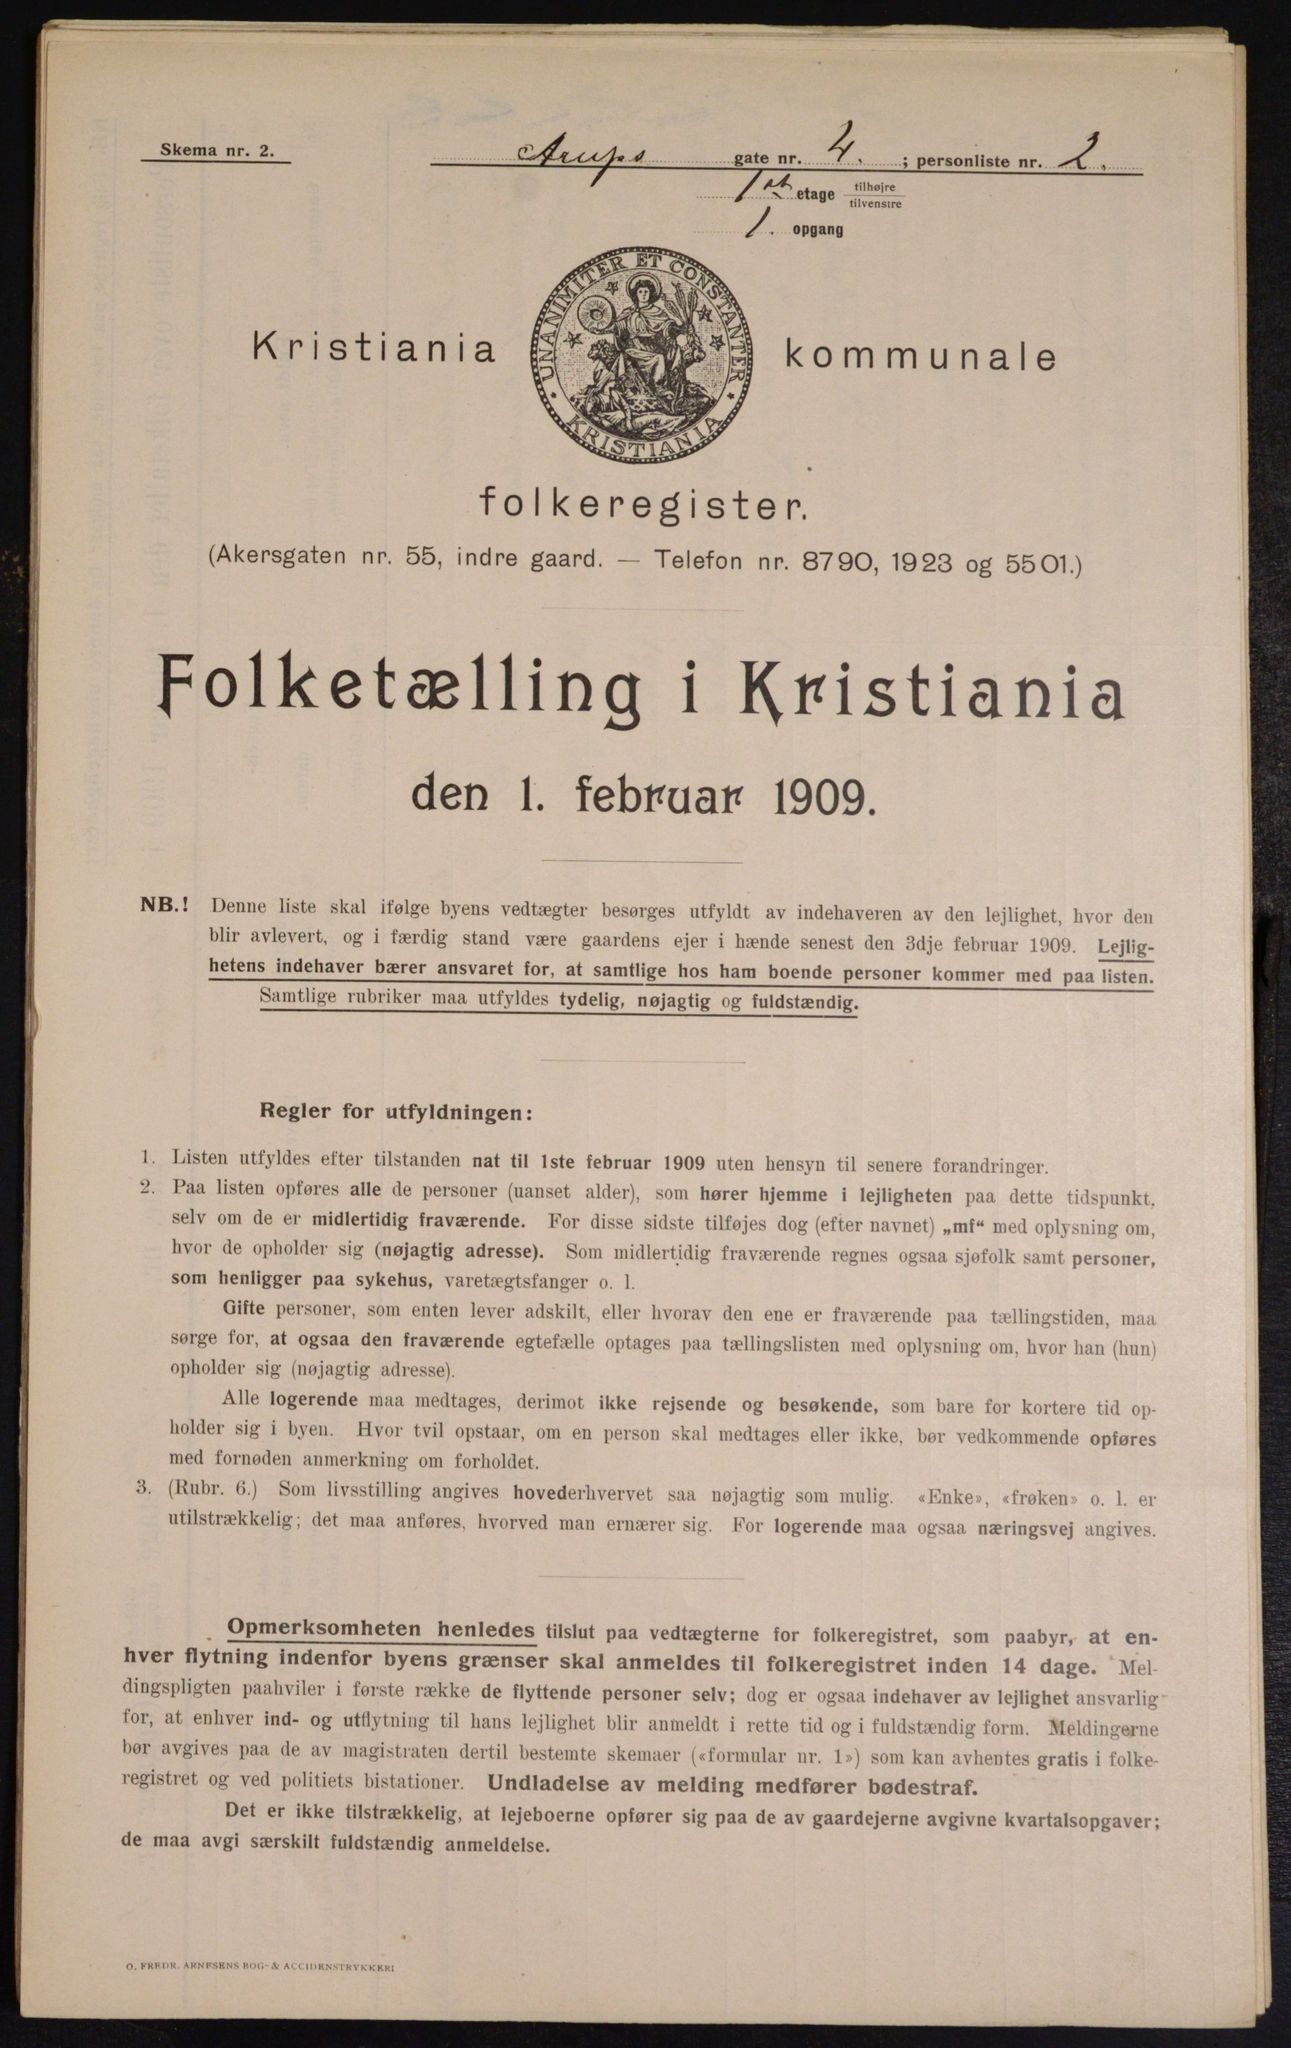 Skema nr. 2.
Arups gate nr. 4. ; personliste nr. 2.
1st etage tilhøjre
tilvenstre
1. opgang
UNANIMITER ET CONSTANTER
KRISTIANIA
Kristiania kommunale
folkeregister.
(Akersgaten nr. 55, indre gaard. — Telefon nr. 8790, 1923 og 5501.)
Folketælling i Kristiania
den 1. februar 1909.
NB.! Denne liste skal ifølge byens vedtægter besørges utfyldt av indehaveren av den lejlighet, hvor den
blir avlevert, og i færdig stand være gaardens ejer i hænde senest den 3dje februar 1909. Lejlig-
hetens indehaver bærer ansvaret for, at samtlige hos ham boende personer kommer med paa listen.
Samtlige rubriker maa utfyldes tydelig, nøjagtig og fuldstændig.
Regler for utfyldningen:
1. Listen utfyldes efter tilstanden nat til 1ste februar 1909 uten hensyn til senere forandringer.
2. Paa listen opføres alle de personer (uanset alder), som hører hjemme i lejligheten paa dette tidspunkt,
selv om de er midlertidig fraværende. For disse sidste tilføjes dog (efter navnet) „mf“ med oplysning om,
hvor de opholder sig (nøjagtig adresse). Som midlertidig fraværende regnes ogsaa sjøfolk samt personer,
som henligger paa sykehus, varetægtsfanger o. l.
Gifte personer, som enten lever adskilt, eller hvorav den ene er fraværende paa tællingstiden, maa
sørge for, at ogsaa den fraværende egtefælle optages paa tællingslisten med oplysning om, hvor han (hun)
opholder sig (nøjagtig adresse).
Alle logerende maa medtages, derimot ikke rejsende og besøkende, som bare for kortere tid op-
holder sig i byen. Hvor tvil opstaar, om en person skal medtages eller ikke, bør vedkommende opføres
med fornøden anmerkning om forholdet.
3. (Rubr. 6.) Som livsstilling angives hovederhvervet saa nøjagtig som mulig. «Enke», «frøken» o. l. er
utilstrækkelig; det maa anføres, hvorved man ernærer sig. For logerende maa ogsaa næringsvej angives.
Opmerksomheten henledes tilslut paa vedtægterne for folkeregistret, som paabyr, at en-
hver flytning indenfor byens grænser skal anmeldes til folkeregistret inden 14 dage. Mel-
dingspligten paahviler i første række de flyttende personer selv; dog er ogsaa indehaver av lejlighet ansvarlig
for, at enhver ind- og utflytning til hans lejlighet blir anmeldt i rette tid og i fuldstændig form. Meldingerne
bør avgives paa de av magistraten dertil bestemte skemaer («formular nr. 1») som kan avhentes gratis i folke-
registret og ved politiets bistationer. Undladelse av melding medfører bødestraf.
Det er ikke tilstrækkelig, at lejeboerne opfører sig paa de av gaardejerne avgivne kvartalsopgaver;
de maa avgi særskilt fuldstændig anmeldelse.
O. FREDR. ARNESENS BOG- & ACCIDENSTRYKKERI